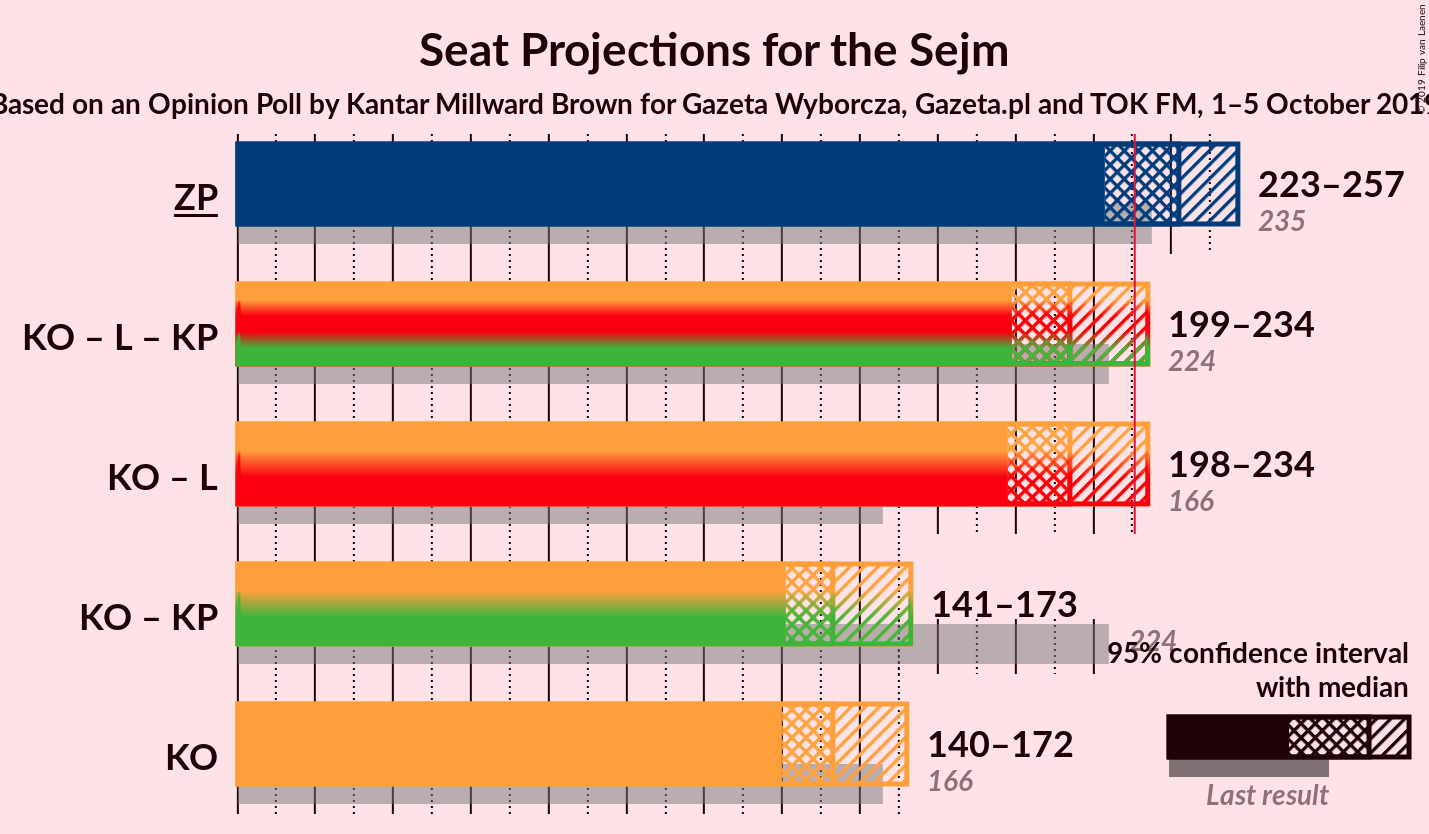 Seat Projections for the Sejm
Based on an Opinion Poll by Kantar Millward Brown for Gazeta Wyborcza, Gazeta.pl and TOK FM, 1–5 October 2019
© 2019 Filip van Laenen
ZP
223–257
235
KO – L – KP
199–234
224
KO – L
198–234
166
KO – KP
141–173
224
KO
140–172
166
95% confidence interval
with median
Last result